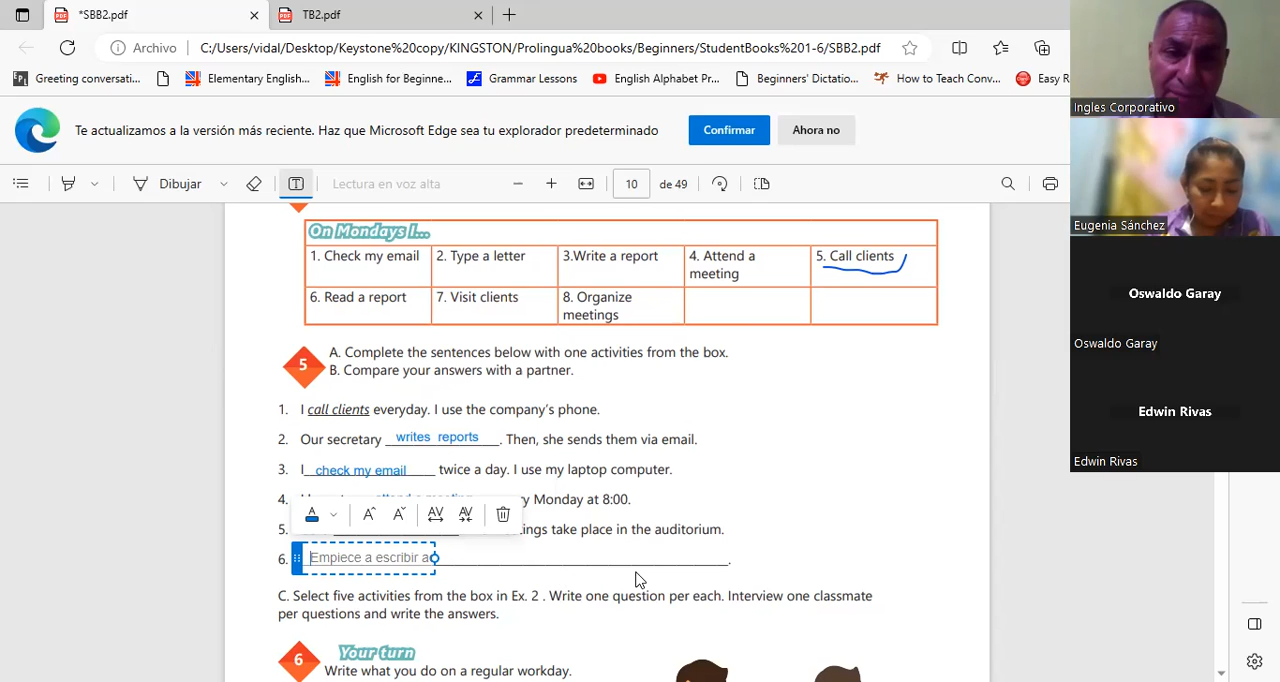 *SBB2.pdf
TB2.pdf
Archivo
C:/Users/vidal/Desktop/Keystone%20copy/KINGSTON/Prolingua%20books/Beginners/StudentBooks%201-6/SBB2.pdf
Greeting conversati...
Elementary English...
English for Beginne...
Grammar Lessons
English Alphabet Pr...
Beginners' Dictatio...
How to Teach Conv...
Easy R
Te actualizamos a la versión más reciente. Haz que Microsoft Edge sea tu explorador predeterminado
Confirmar
Ahora no
Dibujar
Lectura en voz alta
10
de 49
On Mondays I...
1. Check my email
2. Type a letter
3.Write a report
4. Attend a
meeting
5. Call clients
6. Read a report
7. Visit clients
8. Organize
meetings
5
A. Complete the sentences below with one activities from the box.
B. Compare your answers with a partner.
1. I call clients everyday. I use the company's phone.
2. Our secretary writes reports. Then, she sends them via email.
3. I check my email twice a day. I use my laptop computer.
4. ry Monday at 8:00.
5. tings take place in the auditorium.
6. Empiece a escribir a
C. Select five activities from the box in Ex. 2 . Write one question per each. Interview one classmate
per questions and write the answers.
6
Your turn
Write what you do on a regular workday.
Ingles Corporativo
Eugenia Sánchez
Oswaldo Garay
Oswaldo Garay
Edwin Rivas
Edwin Rivas